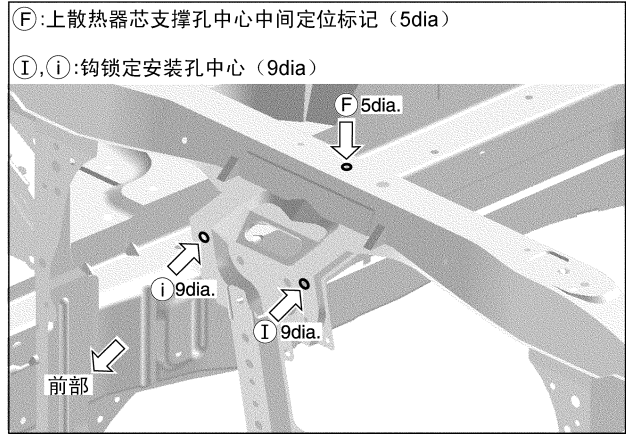 Ⓕ:上散热器芯支撑孔中心中间定位标记（5dia）
Ⓘ,ⓘ:钩锁定安装孔中心（9dia）
Ⓕ 5dia.
ⓘ 9dia.
Ⓘ 9dia.
前部